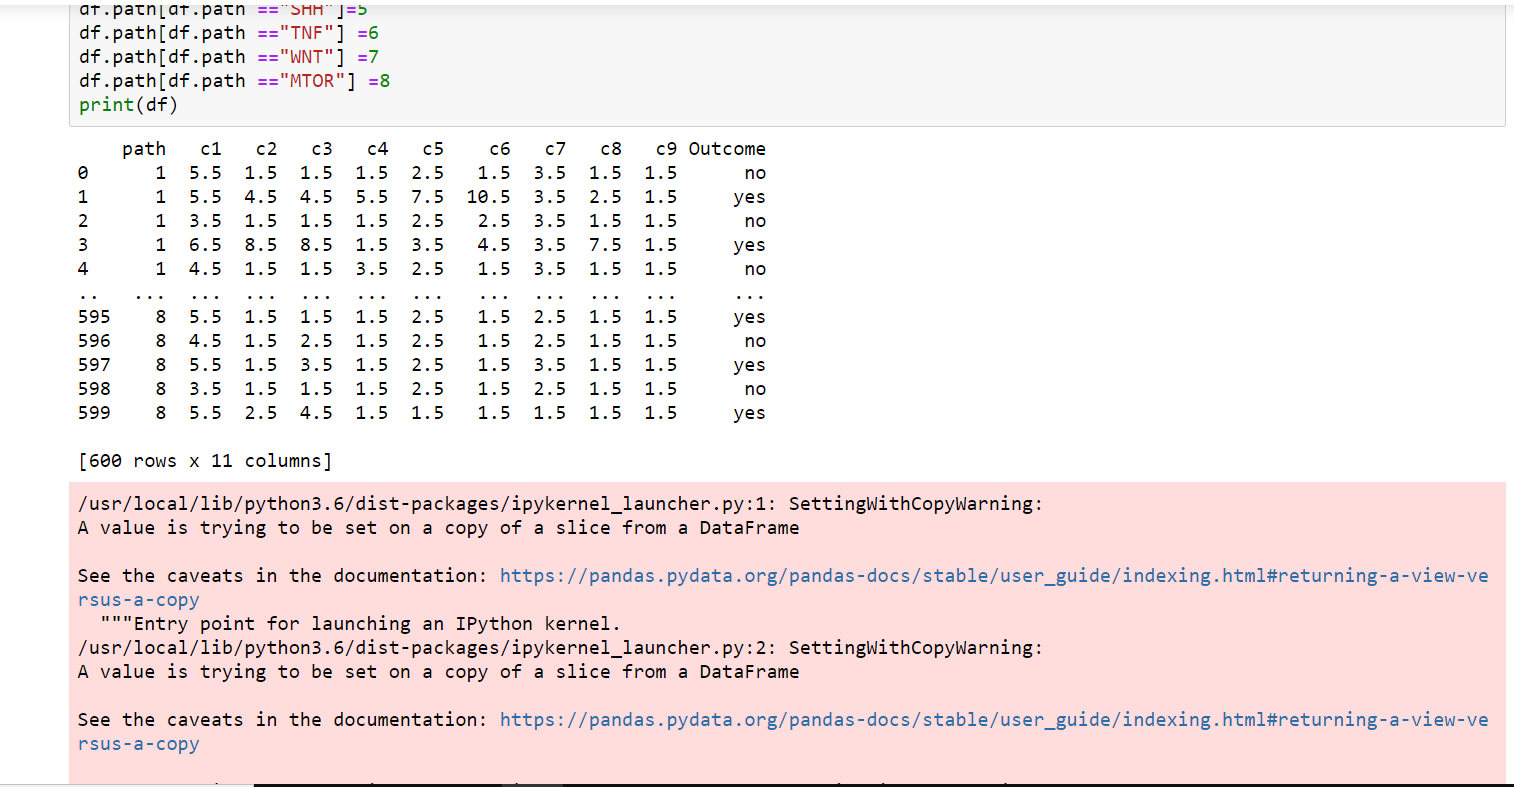 df.path[df.path =="SHH"]=5
df.path[df.path =="TNF"] =6
df.path[df.path =="WNT"] =7
df.path[df.path =="MTOR"] =8
print(df)
path c1 c2 c3 c4 c5 c6 c7 c8 c9 Outcome
0 1 5.5 1.5 1.5 1.5 2.5 1.5 3.5 1.5 1.5 no
1 1 5.5 4.5 4.5 5.5 7.5 10.5 3.5 2.5 1.5 yes
2 1 3.5 1.5 1.5 1.5 2.5 2.5 3.5 1.5 1.5 no
3 1 6.5 8.5 8.5 1.5 3.5 4.5 3.5 7.5 1.5 yes
4 1 4.5 1.5 1.5 3.5 2.5 1.5 3.5 1.5 1.5 no
.. ... ... ... ... ... ... ... ... ... ... ...
595 8 5.5 1.5 1.5 1.5 2.5 1.5 2.5 1.5 1.5 yes
596 8 4.5 1.5 2.5 1.5 2.5 1.5 2.5 1.5 1.5 no
597 8 5.5 1.5 3.5 1.5 2.5 1.5 3.5 1.5 1.5 yes
598 8 3.5 1.5 1.5 1.5 2.5 1.5 2.5 1.5 1.5 no
599 8 5.5 2.5 4.5 1.5 1.5 1.5 1.5 1.5 1.5 yes
[600 rows x 11 columns]
/usr/local/lib/python3.6/dist-packages/ipykernel_launcher.py:1: SettingWithCopyWarning:
A value is trying to be set on a copy of a slice from a DataFrame
See the caveats in the documentation: https://pandas.pydata.org/pandas-docs/stable/user_guide/indexing.html#returning-a-view-ve
rsus-a-copy
"""Entry point for launching an IPython kernel.
/usr/local/lib/python3.6/dist-packages/ipykernel_launcher.py:2: SettingWithCopyWarning:
A value is trying to be set on a copy of a slice from a DataFrame
See the caveats in the documentation: https://pandas.pydata.org/pandas-docs/stable/user_guide/indexing.html#returning-a-view-ve
rsus-a-copy